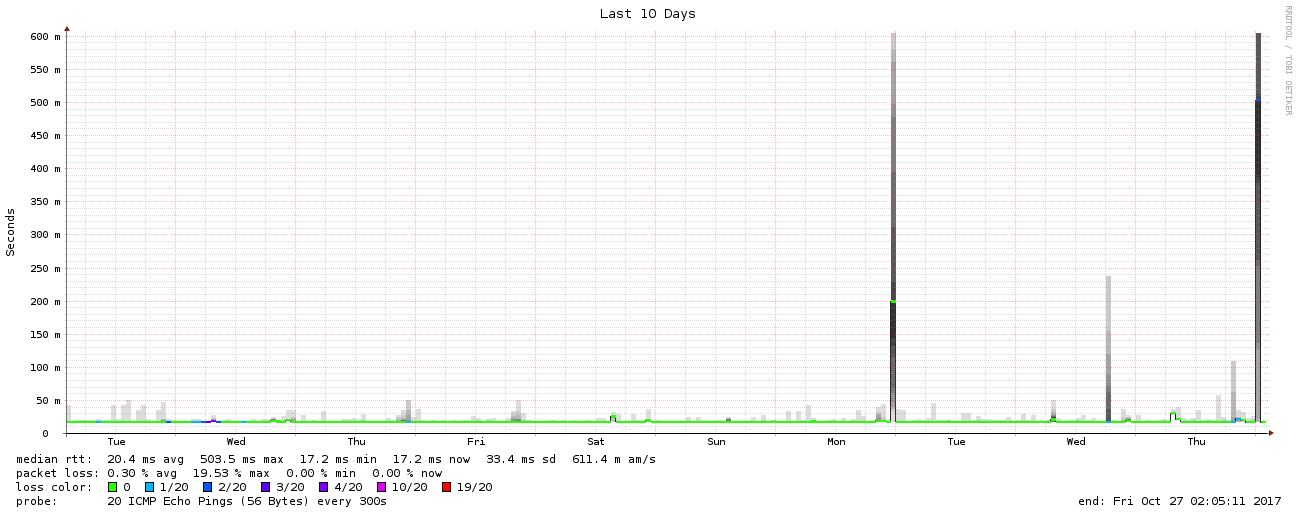 Last 10 Days
RRDTOOL / TOBI OETIKER
Seconds
600 m
550 m
500 m
450 m
400 m
350 m
300 m
250 m
200 m
150 m
100 m
50 m
0
Tue Wed Thu Fri Sat Sun Mon Tue Wed Thu
median rtt: 20.4 ms avg 503.5 ms max 17.2 ms min 17.2 ms now 33.4 ms sd 611.4 m am/s
packet loss: 0.30 % avg 19.53 % max 0.00 % min 0.00 % now
loss color: 0 1/20 2/20 3/20 4/20 10/20 19/20
probe: 20 ICMP Echo Pings (56 Bytes) every 300s end: Fri Oct 27 02:05:11 2017